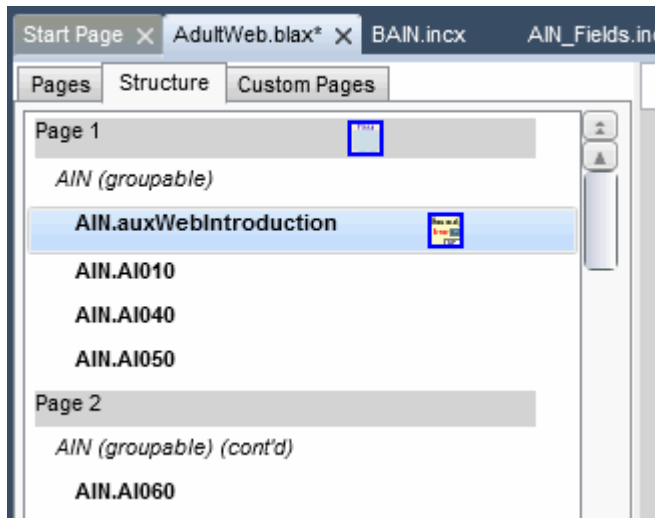 Start Page AdultWeb.blax* BAIN.incx AIN_Fields.in
Pages Structure Custom Pages
Page 1
AIN (groupable)
AIN.auxWebIntroduction
AIN.AI010
AIN.AI040
AIN.AI050
Page 2
AIN (groupable) (cont'd)
AIN.AI060